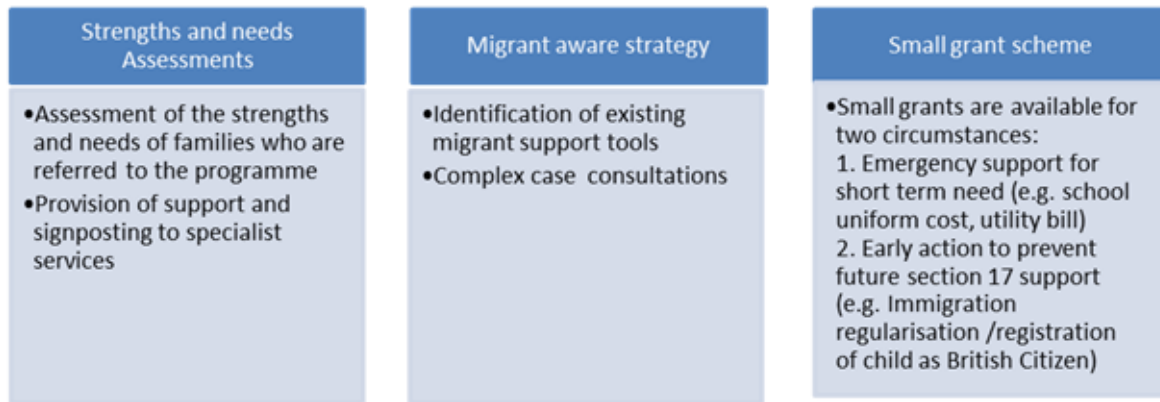 Strengths and needs
Assessments
•Assessment of the strengths
and needs of families who are
referred to the programme
•Provision of support and
signposting to specialist
services
Migrant aware strategy
•Identification of existing
migrant support tools
•Complex case consultations
Small grant scheme
•Small grants are available for
two circumstances:
1. Emergency support for
short term need (e.g. school
uniform cost, utility bill)
2. Early action to prevent
future section 17 support
(e.g. Immigration
regularisation /registration
of child as British Citizen)